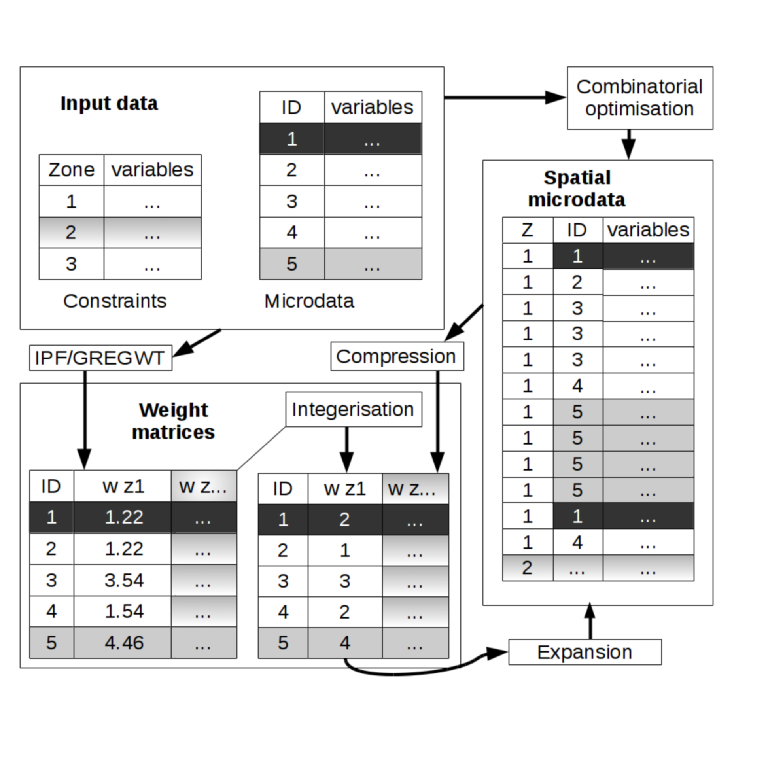 Input data
Zone variables
1 ...
2 ...
3 ...
Constraints
ID variables
1 ...
2 ...
3 ...
4 ...
5 ...
Microdata
Combinatorial
optimisation
Spatial
microdata
Z ID variables
1 1 ...
1 2 ...
1 3 ...
1 3 ...
1 3 ...
1 4 ...
1 5 ...
1 5 ...
1 5 ...
1 5 ...
1 1 ...
1 4 ...
2 ... ...
IPF/GREGWT
Compression
Weight
matrices
Integerisation
ID w z1 w z...
1 1.22 ...
2 1.22 ...
3 3.54 ...
4 1.54 ...
5 4.46 ...
ID w z1 w z...
1 2 ...
2 1 ...
3 3 ...
4 2 ...
5 4 ...
Expansion